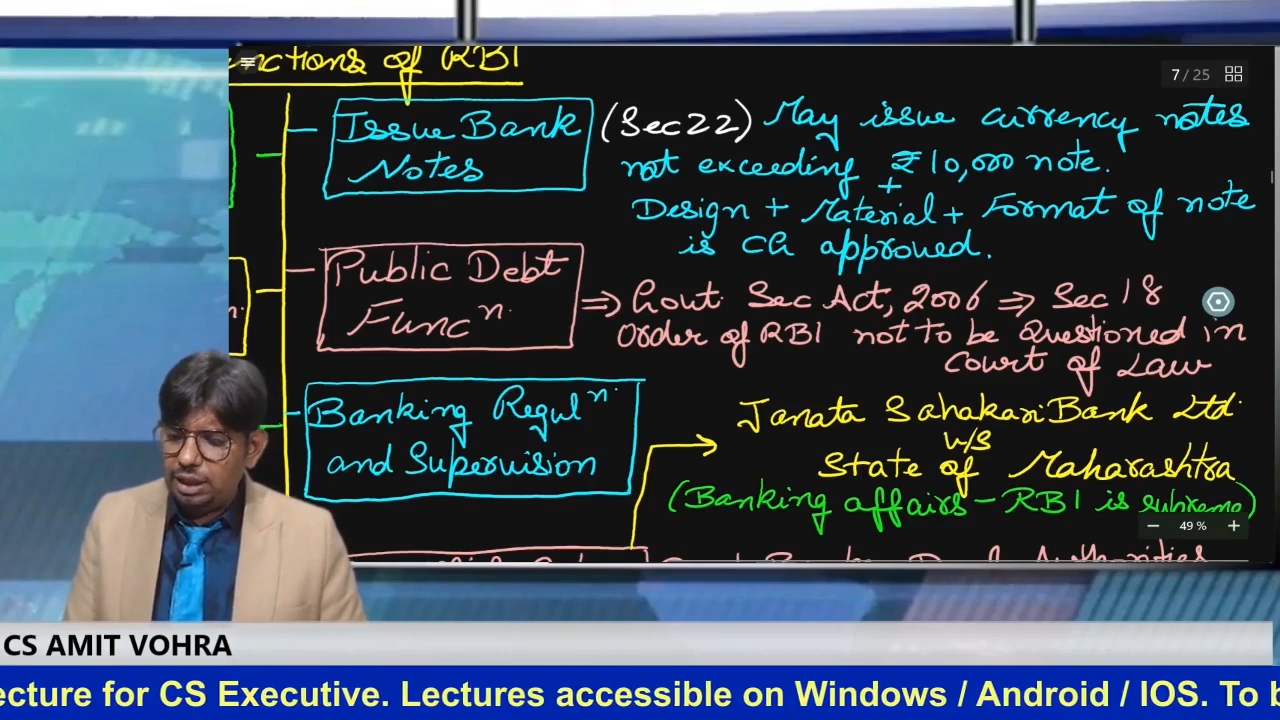 unctions of RBI
7 / 25
Issue Bank Notes
(Sec 22) May issue currency notes
not exceeding ₹10,000 note.
+
Design + Material + Format of note
is CG approved.
Public Debt
Funcⁿ.
⇒ Govt. Sec Act, 2006 ⇒ Sec 18
Order of RBI not to be Questioned in
Court of Law
n.
Banking Regulⁿ.
and Supervision
Janata Sahakari Bank Ltd.
v/s
State of Maharashtra
(Banking affairs - RBI is supreme)
49 %
Authorities
CS AMIT VOHRA
ecture for CS Executive. Lectures accessible on Windows / Android / IOS. To b